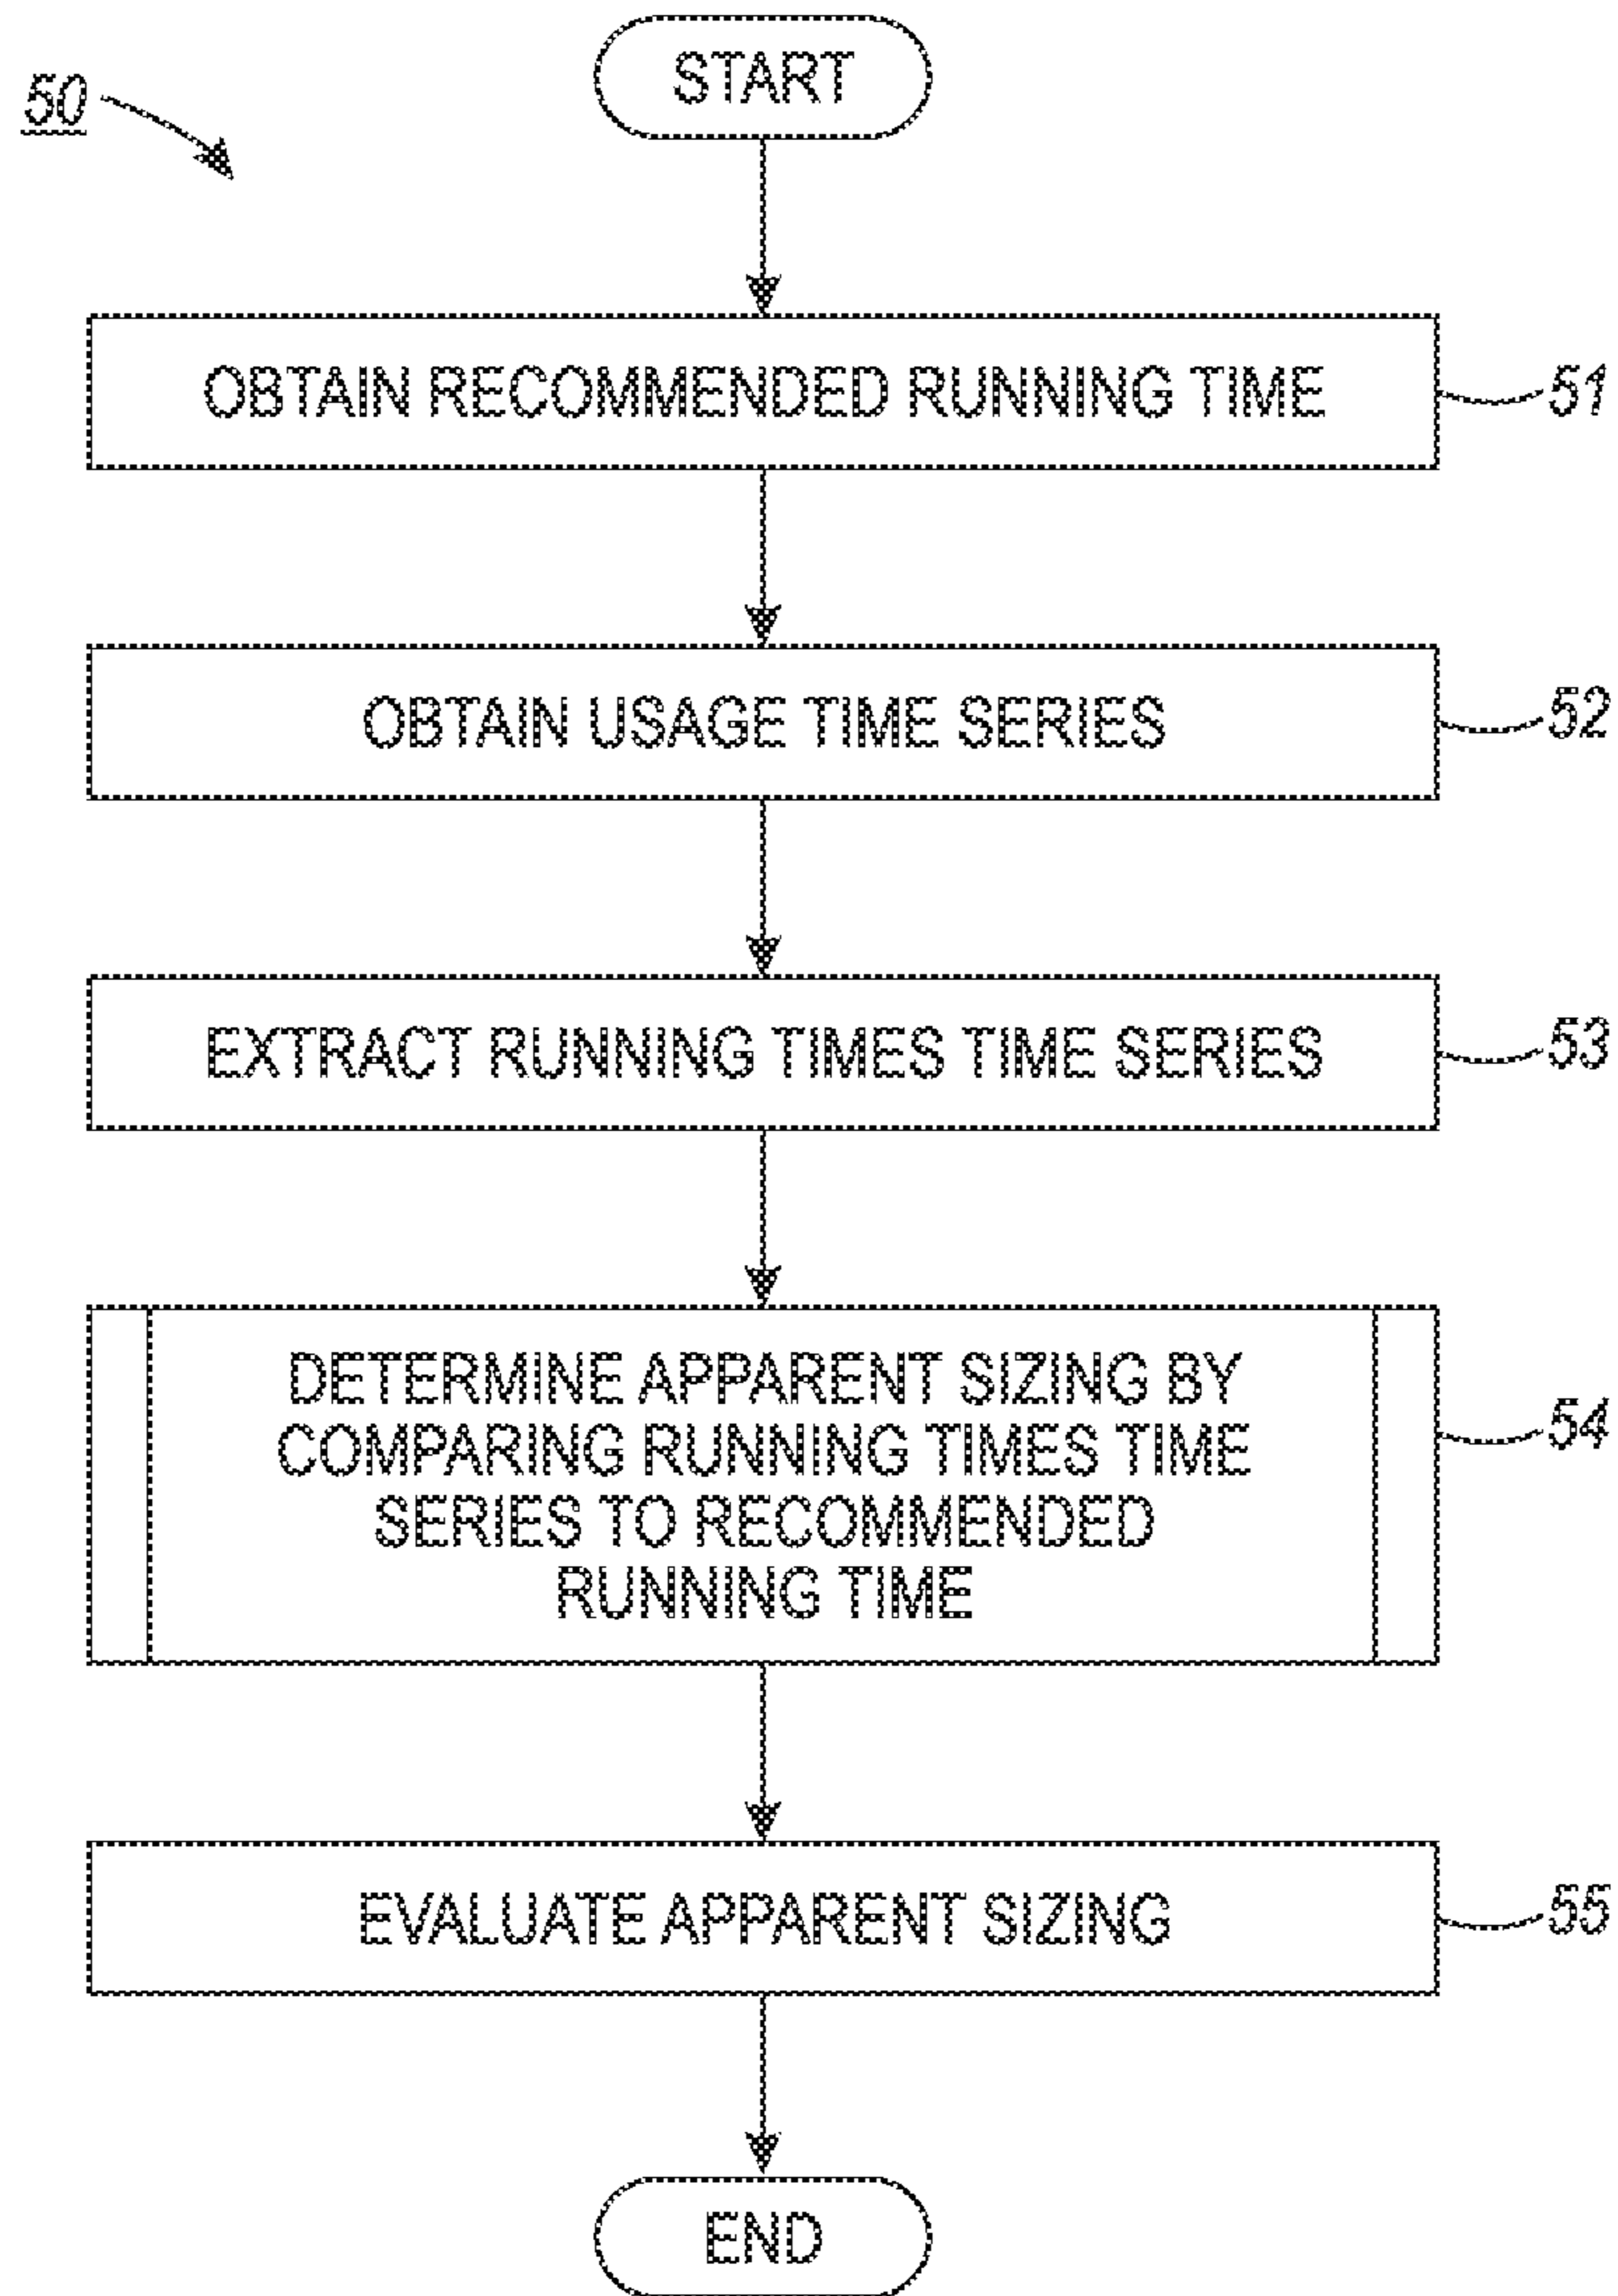 START
50
OBTAIN RECOMMENDED RUNNING TIME
51
OBTAIN USAGE TIME SERIES
52
EXTRACT RUNNING TIMES TIME SERIES
53
DETERMINE APPARENT SIZING BY
COMPARING RUNNING TIMES TIME
SERIES TO RECOMMENDED
RUNNING TIME
54
EVALUATE APPARENT SIZING
55
END